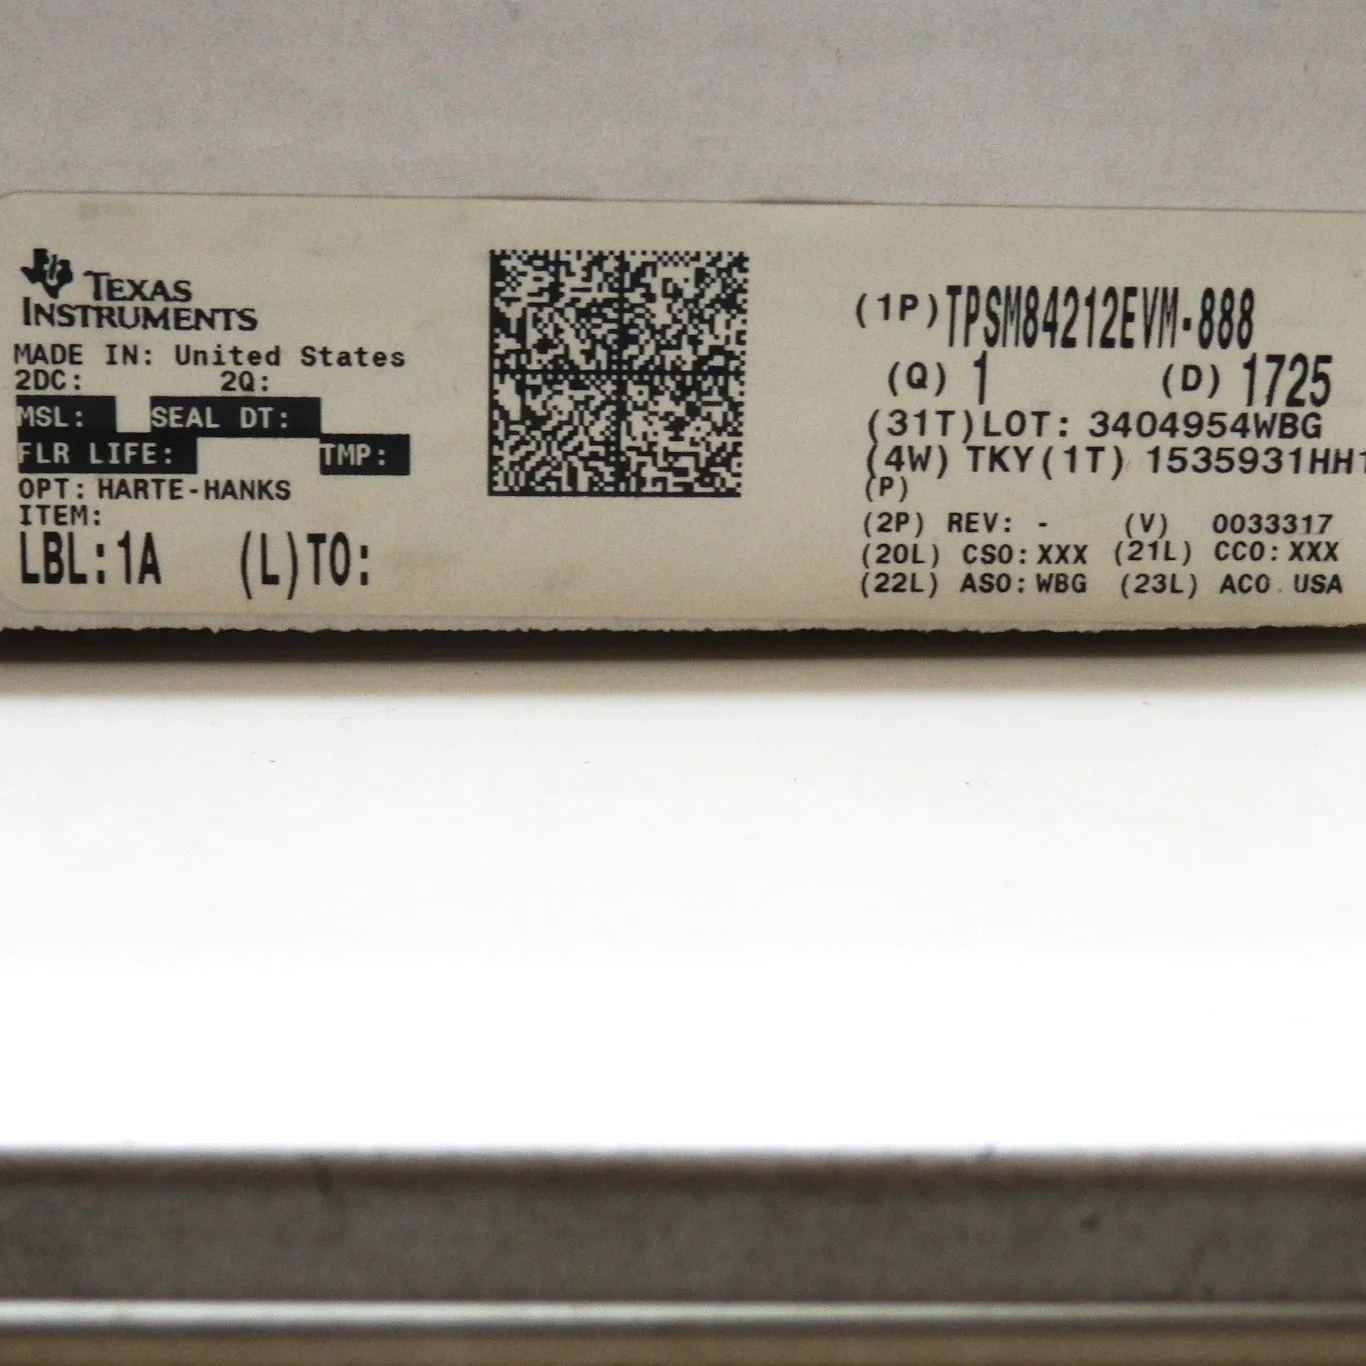 TEXAS
INSTRUMENTS
MADE IN: United States
2DC: 2Q:
MSL: SEAL DT:
FLR LIFE: TMP:
OPT: HARTE-HANKS
ITEM:
LBL: 1A (L)TO:
(1P) TPSM84212EVM-888
(Q) 1 (D) 1725
(31T)LOT: 3404954WBG
(4W) TKY(1T) 1535931HH1
(P)
(2P) REV: - (V) 0033317
(20L) CSO: XXX (21L) CCO: XXX
(22L) ASO: WBG (23L) ACO. USA